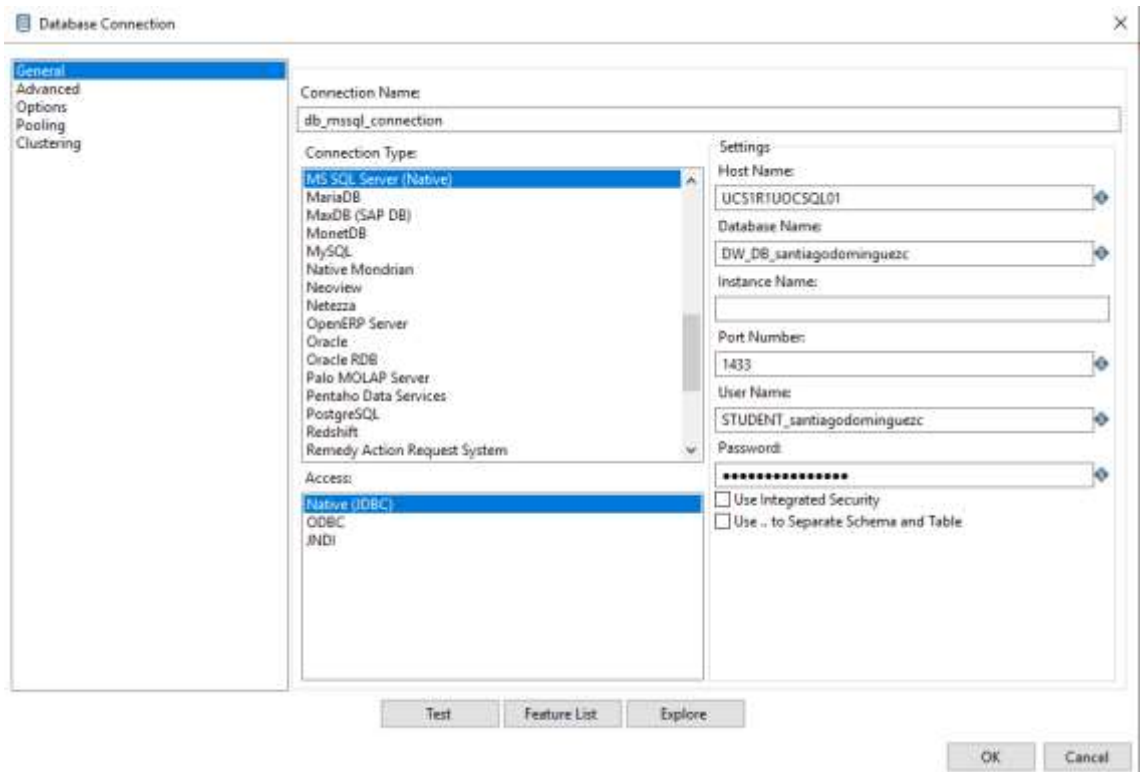 Database Connection
General
Advanced
Options
Pooling
Clustering
Connection Name:
db_mssql_connection
Connection Type:
MS SQL Server (Native)
MariaDB
MaxDB (SAP DB)
MonetDB
MySQL
Native Mondrian
Neoview
Netezza
OpenERP Server
Oracle
Oracle RDB
Palo MOLAP Server
Pentaho Data Services
PostgreSQL
Redshift
Remedy Action Request System
Access:
Native (JDBC)
ODBC
JNDI
Settings
Host Name:
UCS1R1UOCSQL01
Database Name:
DW_DB_santiagodominguezc
Instance Name:
Port Number:
1433
User Name:
STUDENT_santiagodominguezc
Password:
●●●●●●●●●●●●●●●
Use Integrated Security
Use .. to Separate Schema and Table
Test
Feature List
Explore
OK
Cancel